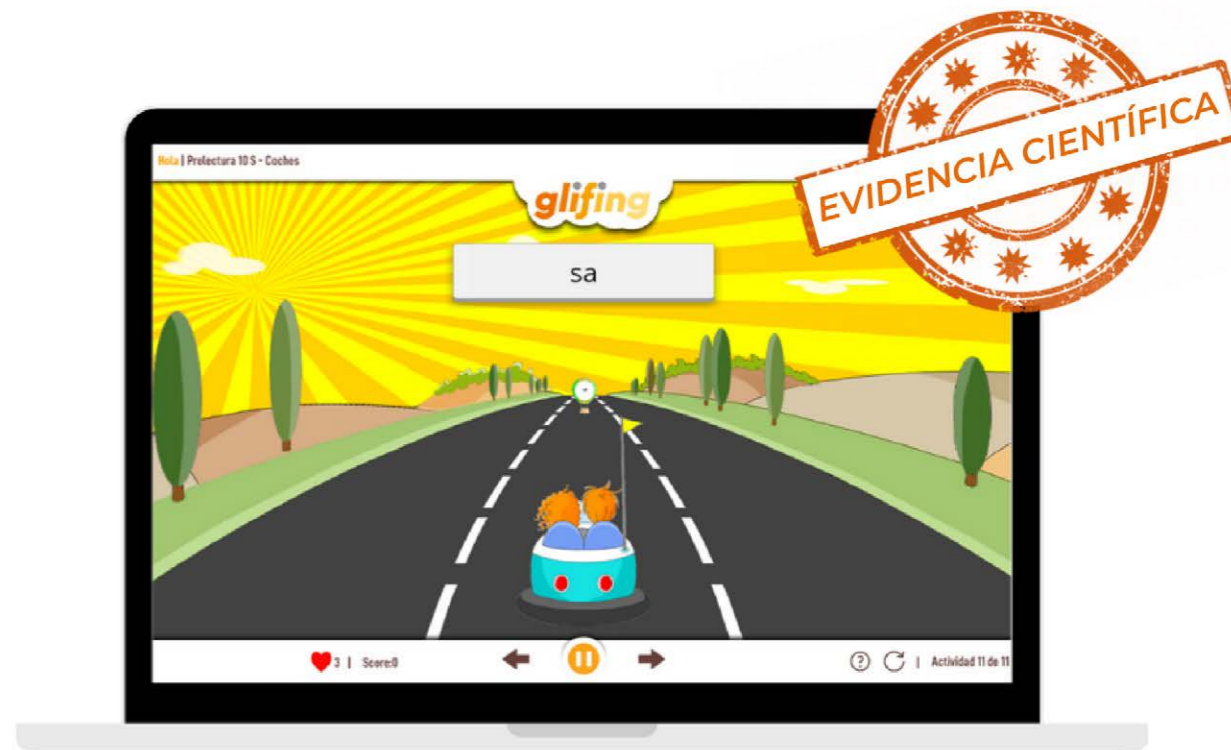 Hola | Prelectura 10 S - Coches
glifing
EVIDENCIA CIENTÍFICA
sa
3 | Score:0
? | Actividad 11 de 11